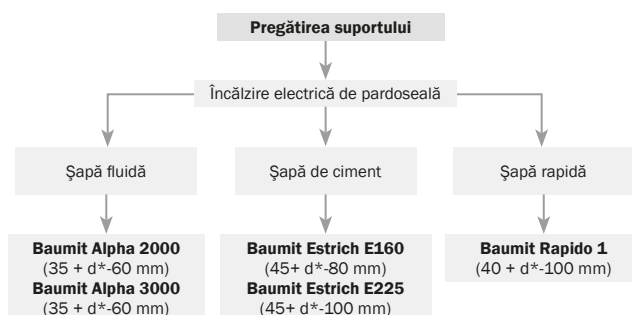 Pregătirea suportului
Încălzire electrică de pardoseală
Şapă fluidă
Şapă de ciment
Şapă rapidă
Baumit Alpha 2000
(35 + d*-60 mm)
Baumit Alpha 3000
(35 + d*-60 mm)
Baumit Estrich E160
(45+ d*-80 mm)
Baumit Estrich E225
(45+ d*-100 mm)
Baumit Rapido 1
(40 + d*-100 mm)